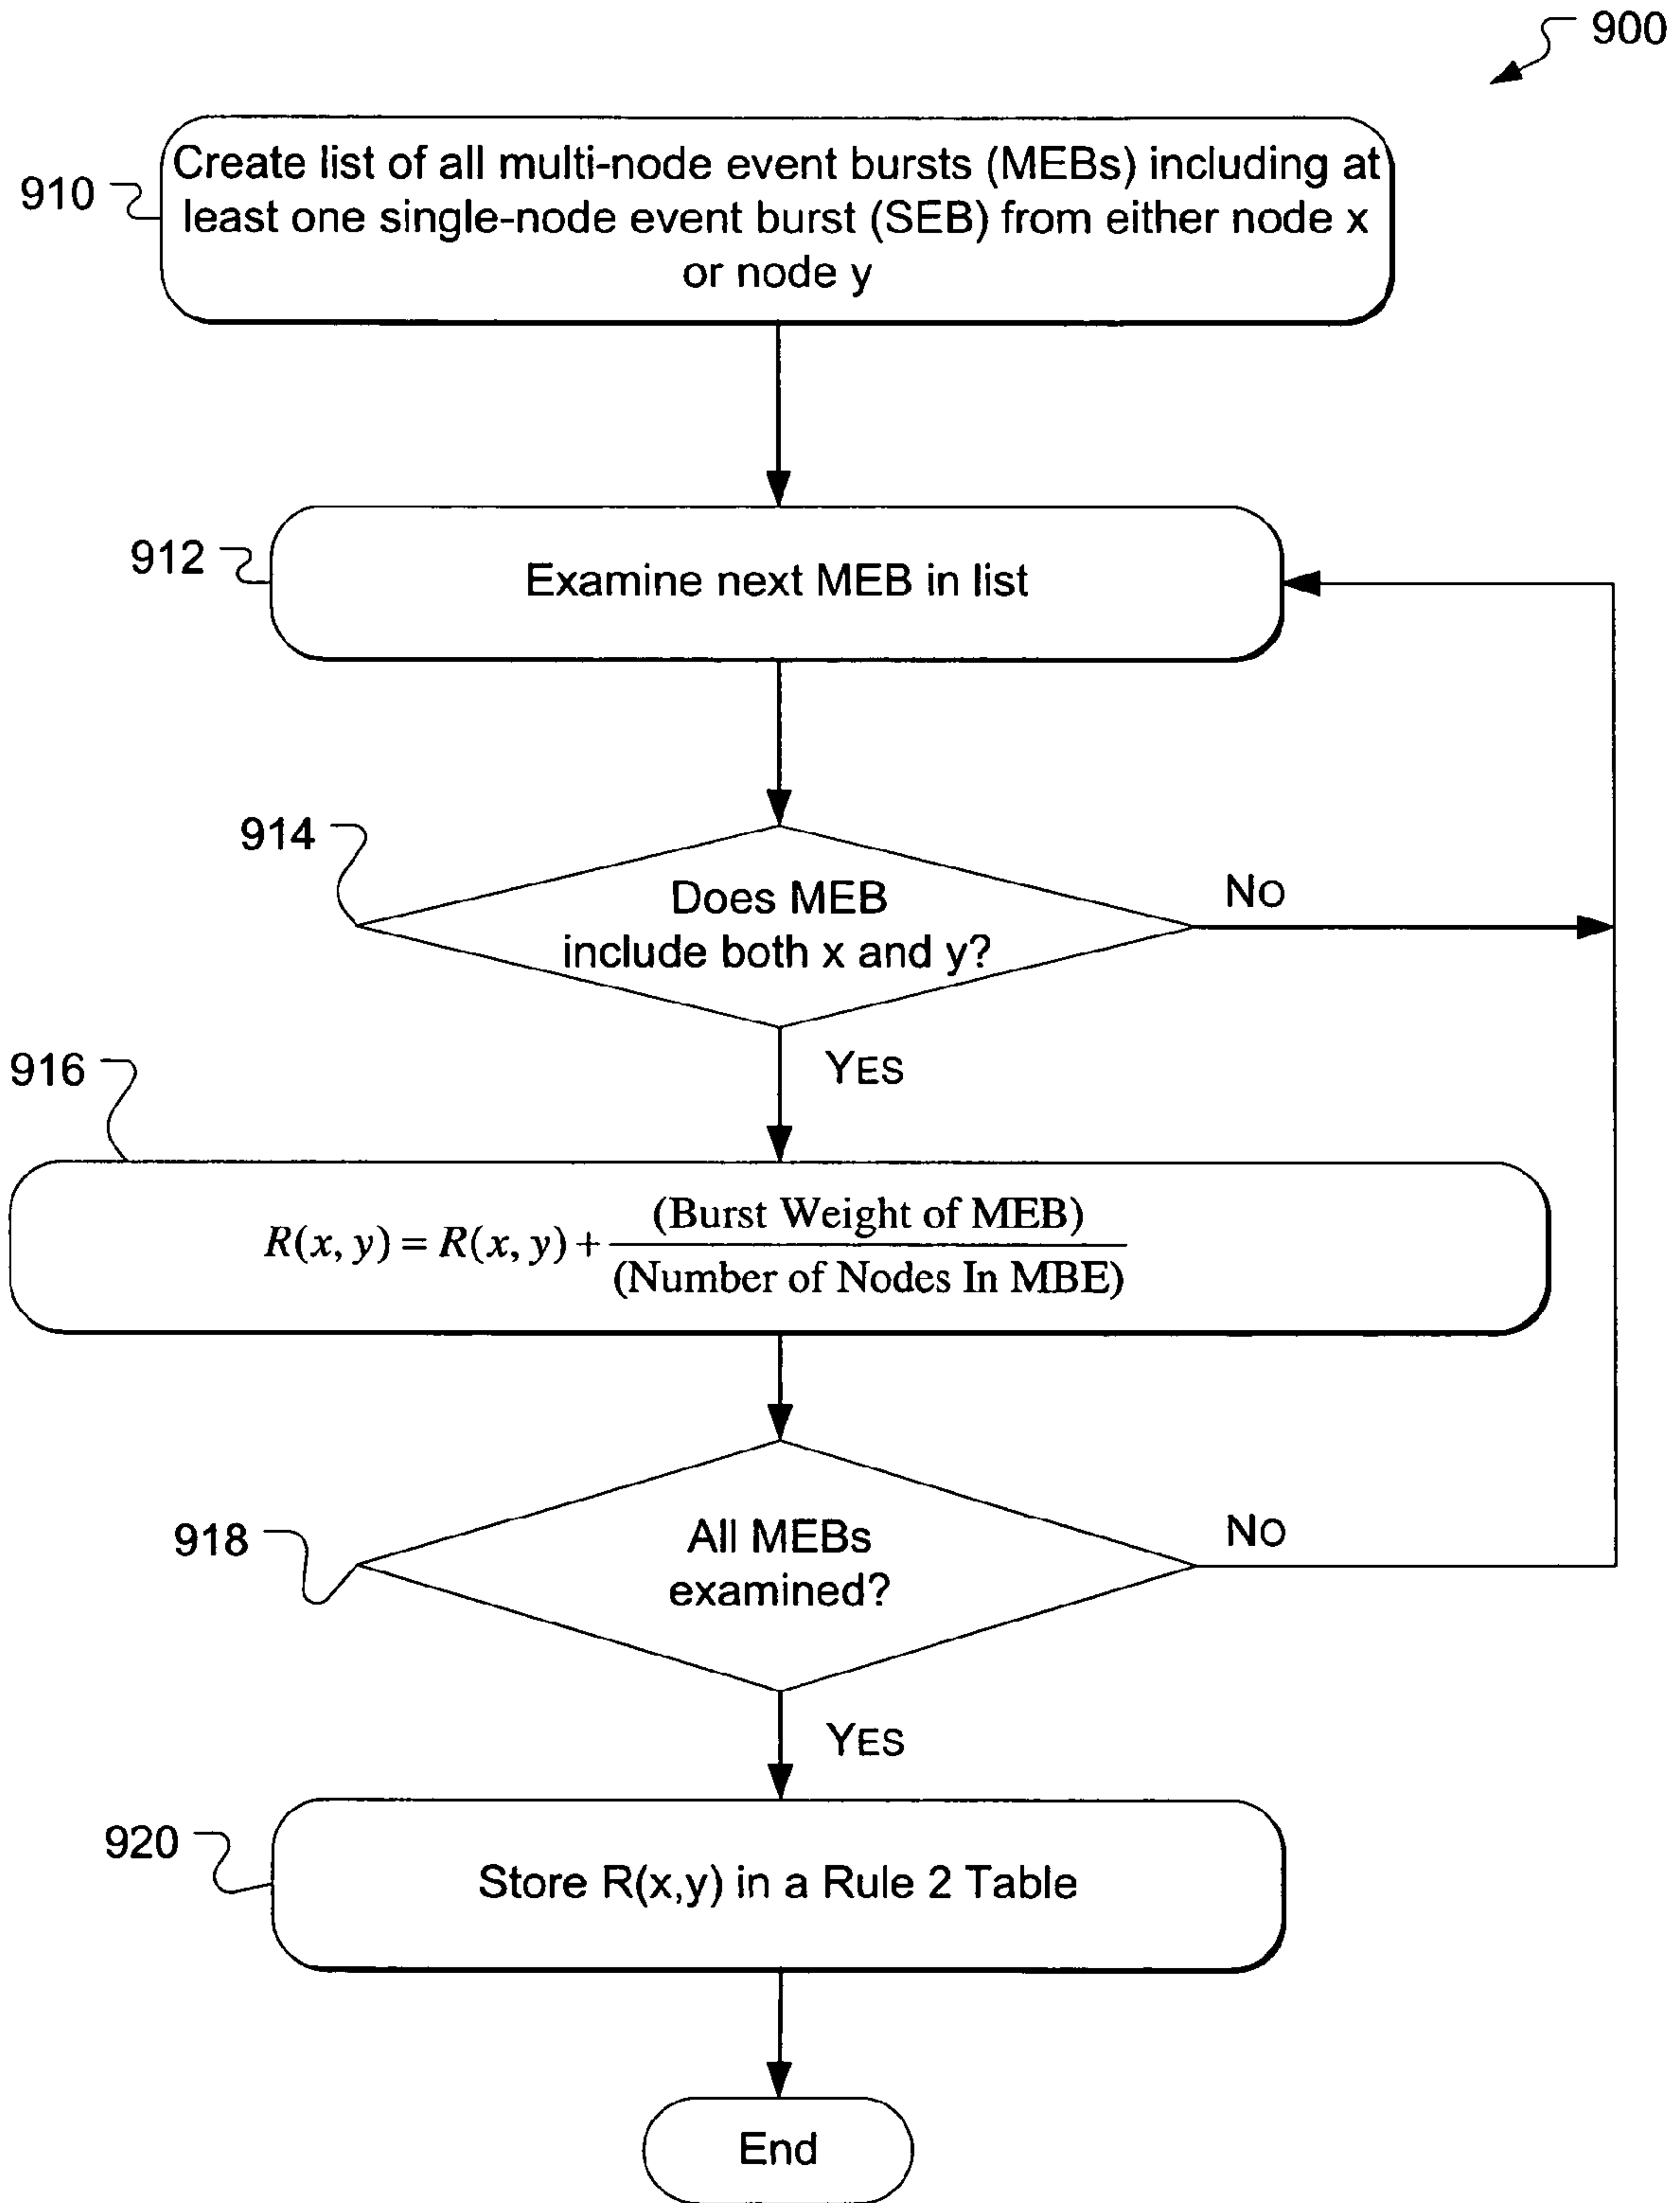 900
910
Create list of all multi-node event bursts (MEBs) including at
least one single-node event burst (SEB) from either node x
or node y
912
Examine next MEB in list
914
Does MEB
include both x and y?
NO
YES
916
R(x, y) = R(x, y) + (Burst Weight of MEB)
(Number of Nodes In MBE)
918
All MEBs
examined?
NO
YES
920
Store R(x,y) in a Rule 2 Table
End